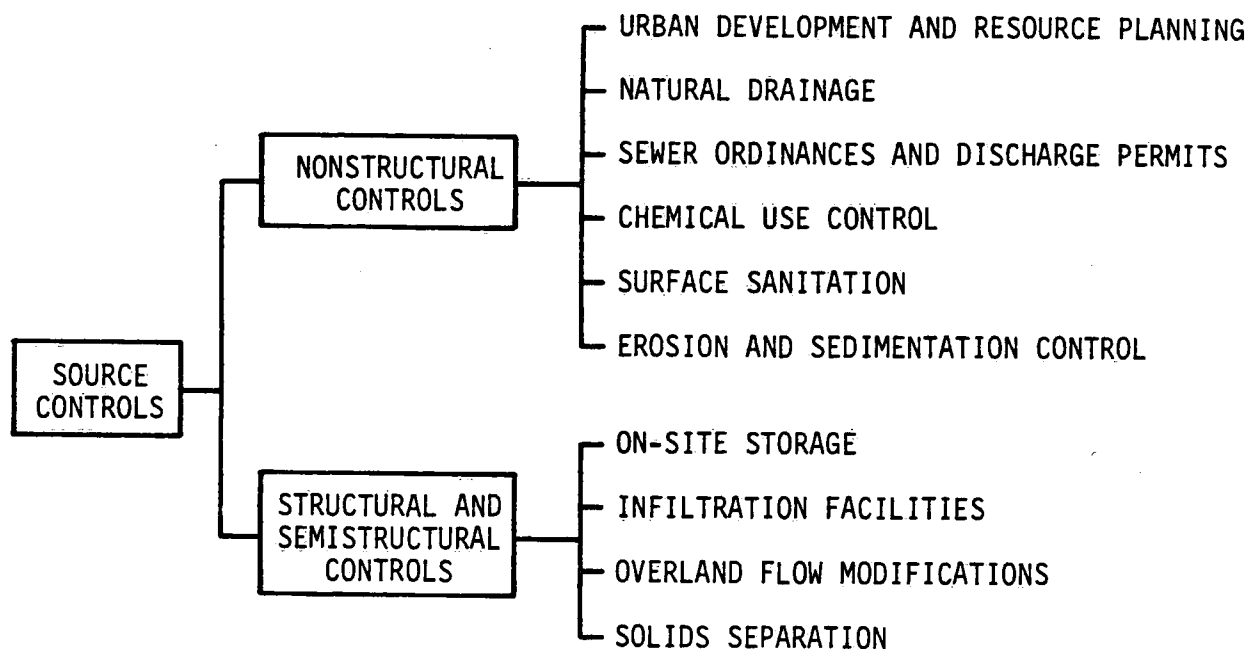 SOURCE
CONTROLS
NONSTRUCTURAL
CONTROLS
URBAN DEVELOPMENT AND RESOURCE PLANNING
NATURAL DRAINAGE
SEWER ORDINANCES AND DISCHARGE PERMITS
CHEMICAL USE CONTROL
SURFACE SANITATION
EROSION AND SEDIMENTATION CONTROL
STRUCTURAL AND
SEMISTRUCTURAL
CONTROLS
ON-SITE STORAGE
INFILTRATION FACILITIES
OVERLAND FLOW MODIFICATIONS
SOLIDS SEPARATION